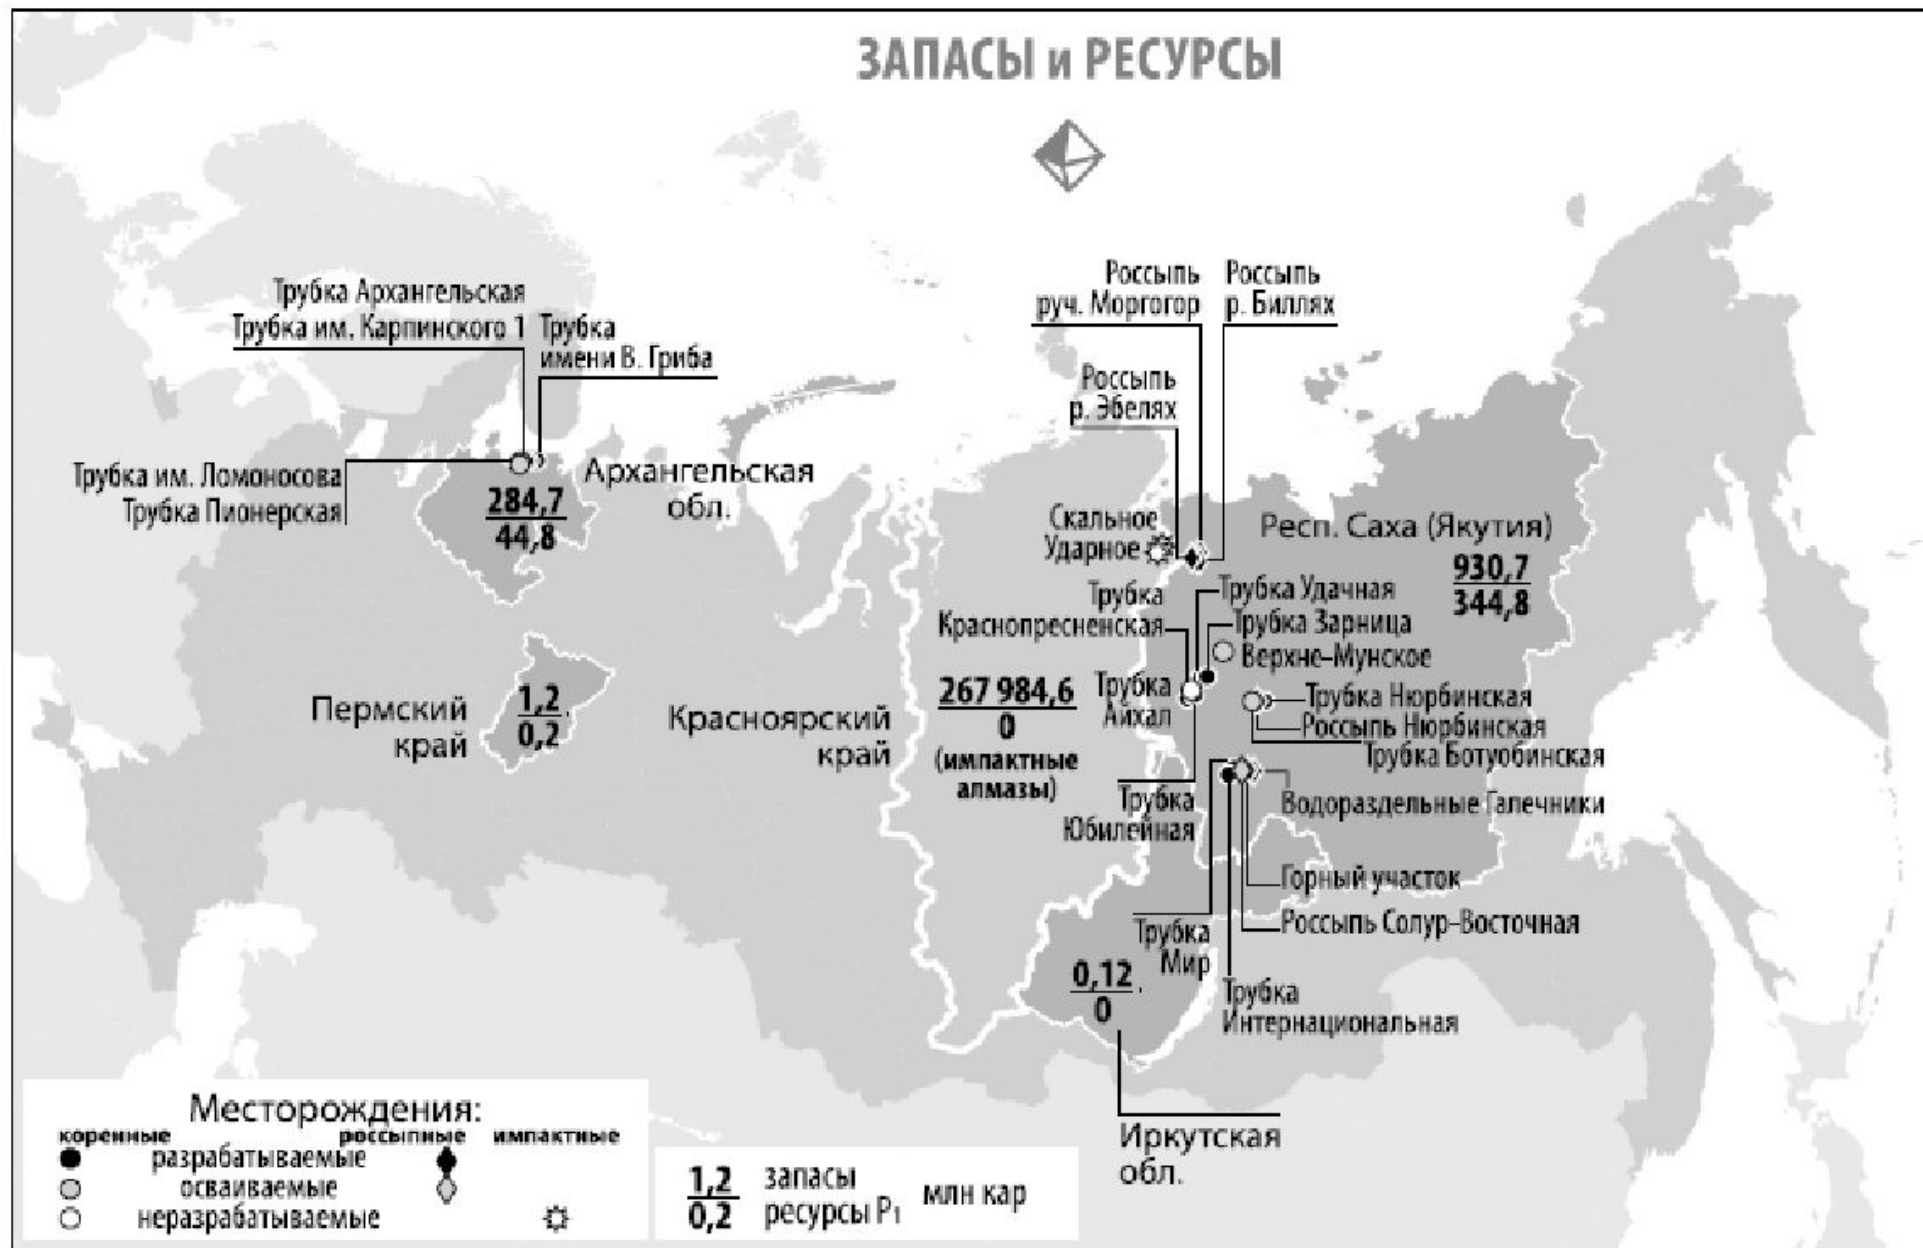 ЗАПАСЫ и РЕСУРСЫ
Трубка Архангельская
Трубка им. Карпинского 1
Трубка
имени В. Гриба
Трубка им. Ломоносова
Трубка Пионерская
Архангельская
обл.
284,7
44,8
Пермский
край
1,2
0,2
Красноярский
край
267 984,6
0
(импактные
алмазы)
Россыпь
руч. Моргогор
Россыпь
р. Биллях
Россыпь
р. Эбелях
Скальное
Ударное
Респ. Саха (Якутия)
930,7
344,8
Трубка
Краснопресненская
Трубка Удачная
Трубка Зарница
Верхне-Мунское
Трубка
Айхал
Трубка Нюрбинская
Россыпь Нюрбинская
Трубка Ботуобинская
Трубка
Юбилейная
Водораздельные Галечники
Горный участок
Россыпь Солур-Восточная
Трубка
Мир
Трубка
Интернациональная
0,12
0
Иркутская
обл.
Месторождения:
коренные россыпные импактные
разрабатываемые
осваиваемые
неразрабатываемые
1,2 запасы
0,2 ресурсы P1
млн кар